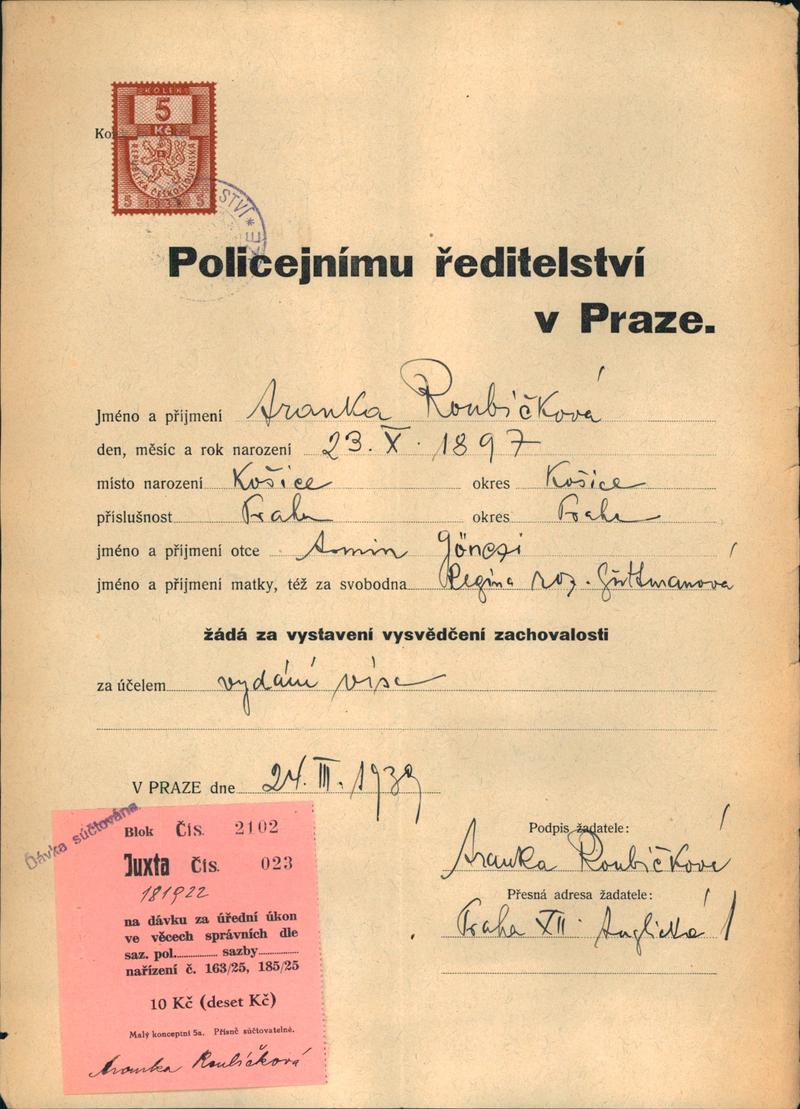 KOLEK
5
Kč
REPUBLIKA ČESKOSLOVENSKÁ
5 5
Policejnímu ředitelství
v Praze.
Jméno a příjmení Aranka Roubíčková
den, měsíc a rok narození 23. X. 1897
místo narození Košice okres Košice
příslušnost Praha okres Praha
jméno a příjmení otce Armin Gönczi
jméno a příjmení matky, též za svobodna Regina roz. Guttmanová
žádá za vystavení vysvědčení zachovalosti
za účelem vydání visa
V PRAZE dne 24. III. 1939
Dávka súčtována
Blok Čís. 2102
Juxta Čís. 023
181922
na dávku za úřední úkon
ve věcech správních dle
saz. pol. sazby
nařízení č. 163/25, 185/25
10 Kč (deset Kč)
Malý konceptní 5a. Přísně súčtovatelné.
Aranka Roubíčková
Podpis žadatele:
Aranka Roubíčková
Přesná adresa žadatele:
Praha XII. Anglická 1